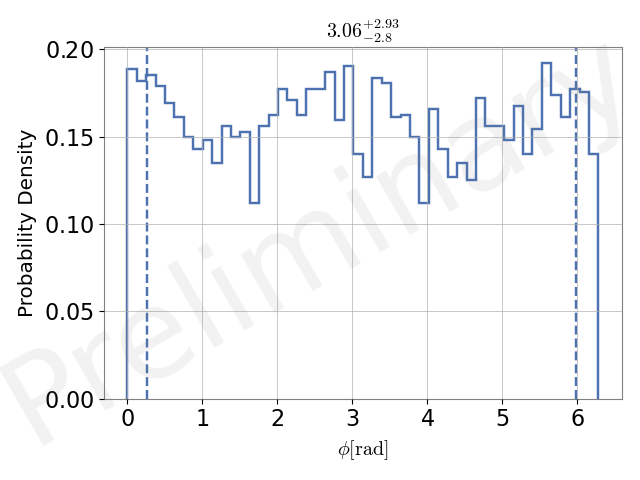 3.06^{+2.93}_{-2.8}
Probability Density
0.20
0.15
0.10
0.05
0.00
0 1 2 3 4 5 6
ϕ[rad]
Preliminary